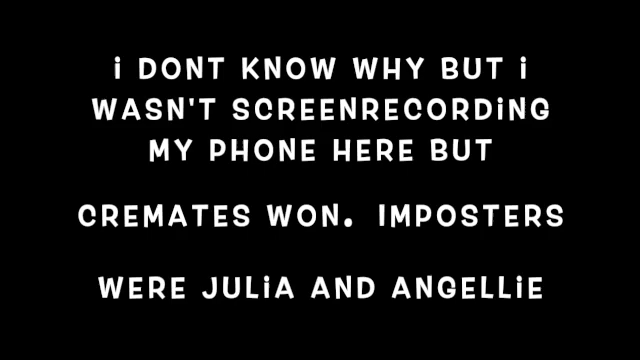 i DONT KNOW WHY BUT i
WASN'T SCREENRECORDiNG
MY PHONE HERE BUT
CREMATES WON. IMPOSTERS
WERE JULiA AND ANGELLiE